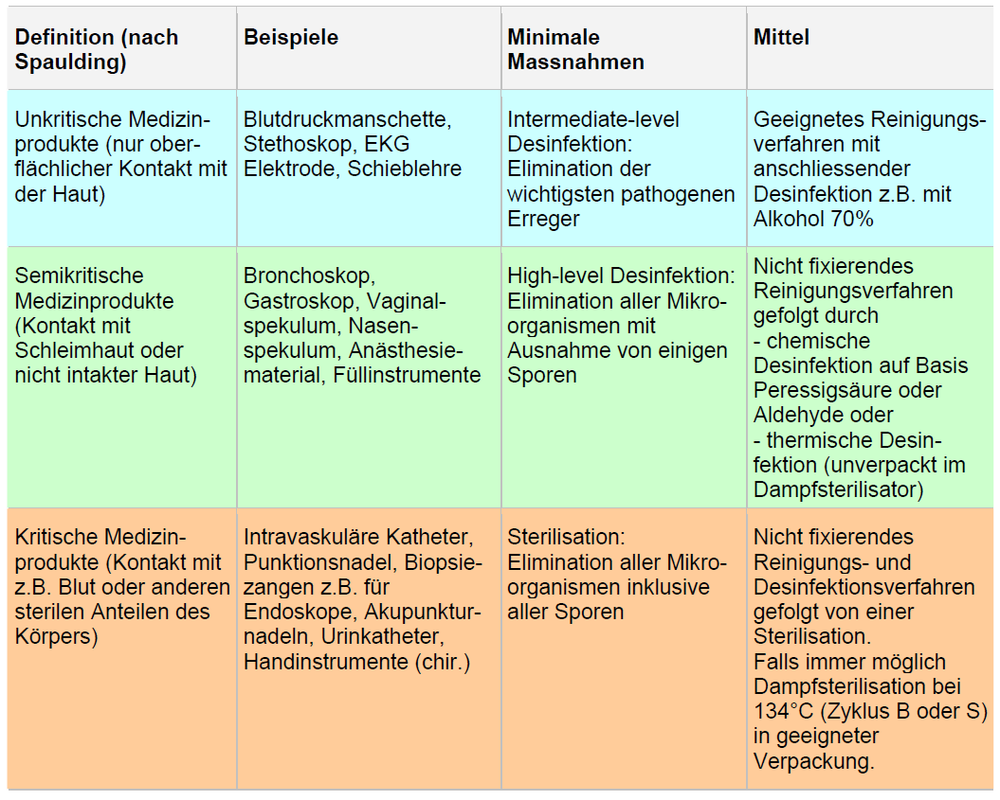 Definition (nach
Spaulding)
Beispiele
Minimale
Massnahmen
Mittel
Unkritische Medizin-
produkte (nur ober-
flächlicher Kontakt mit
der Haut)
Blutdruckmanschette,
Stethoskop, EKG
Elektrode, Schieblehre
Intermediate-level
Desinfektion:
Elimination der
wichtigsten pathogenen
Erreger
Geeignetes Reinigungs-
verfahren mit
anschliessender
Desinfektion z.B. mit
Alkohol 70%
Semikritische
Medizinprodukte
(Kontakt mit
Schleimhaut oder
nicht intakter Haut)
Bronchoskop,
Gastroskop, Vaginal-
spekulum, Nasen-
spekulum, Anästhesie-
material, Füllinstrumente
High-level Desinfektion:
Elimination aller Mikro-
organismen mit
Ausnahme von einigen
Sporen
Nicht fixierendes
Reinigungsverfahren
gefolgt durch
- chemische
Desinfektion auf Basis
Peressigsäure oder
Aldehyde oder
- thermische Desin-
fektion (unverpackt im
Dampfsterilisator)
Kritische Medizin-
produkte (Kontakt mit
z.B. Blut oder anderen
sterilen Anteilen des
Körpers)
Intravaskuläre Katheter,
Punktionsnadel, Biopsie-
zangen z.B. für
Endoskope, Akupunktur-
nadeln, Urinkatheter,
Handinstrumente (chir.)
Sterilisation:
Elimination aller Mikro-
organismen inklusive
aller Sporen
Nicht fixierendes
Reinigungs- und
Desinfektionsverfahren
gefolgt von einer
Sterilisation.
Falls immer möglich
Dampfsterilisation bei
134°C (Zyklus B oder S)
in geeigneter
Verpackung.